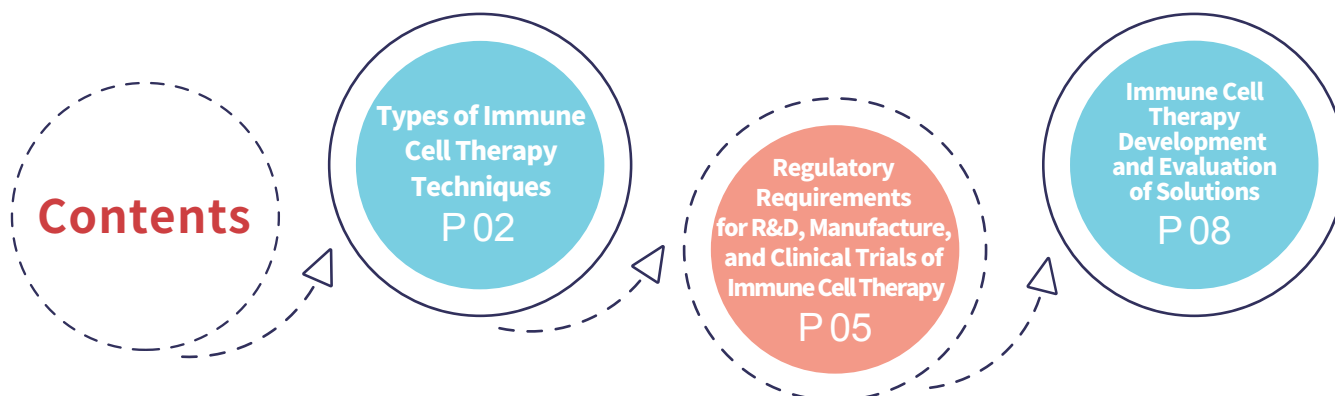 Contents
Types of Immune
Cell Therapy
Techniques
P 02
Regulatory
Requirements
for R&D, Manufacture,
and Clinical Trials of
Immune Cell Therapy
P 05
Immune Cell
Therapy
Development
and Evaluation
of Solutions
P 08